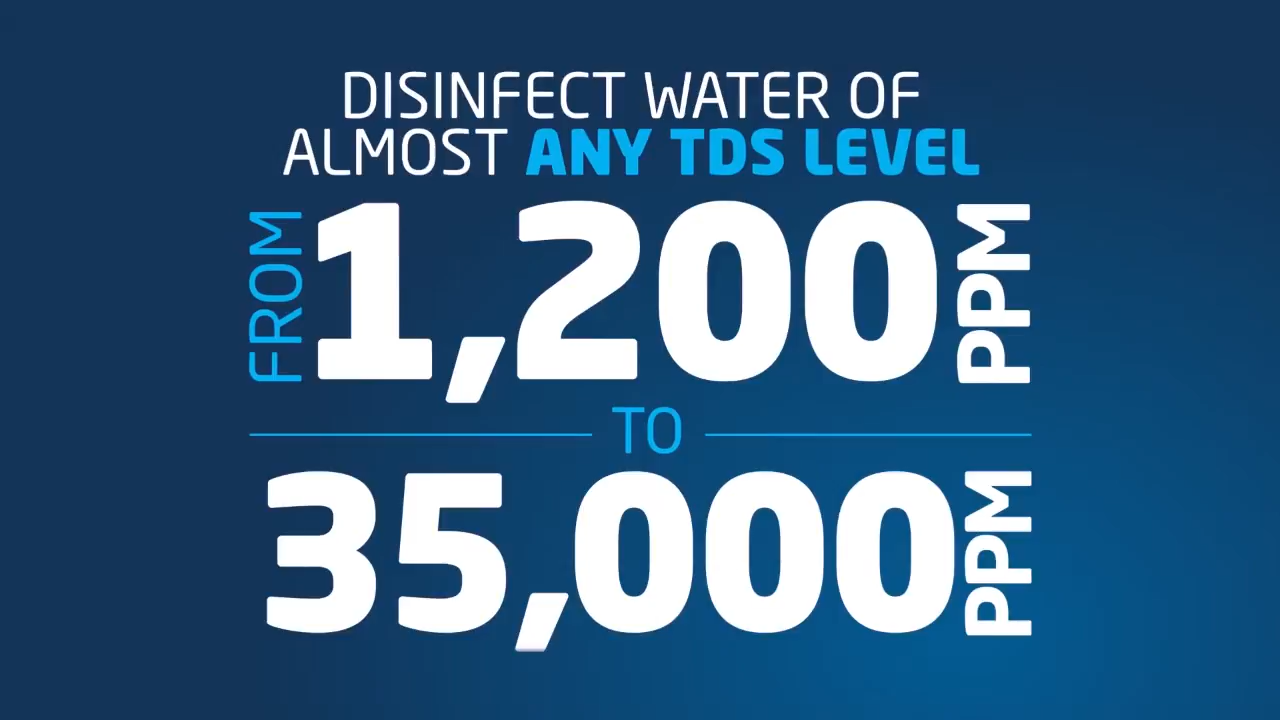 DISINFECT WATER OF
ALMOST ANY TDS LEVEL
FROM 1,200 PPM
TO
35,000 PPM